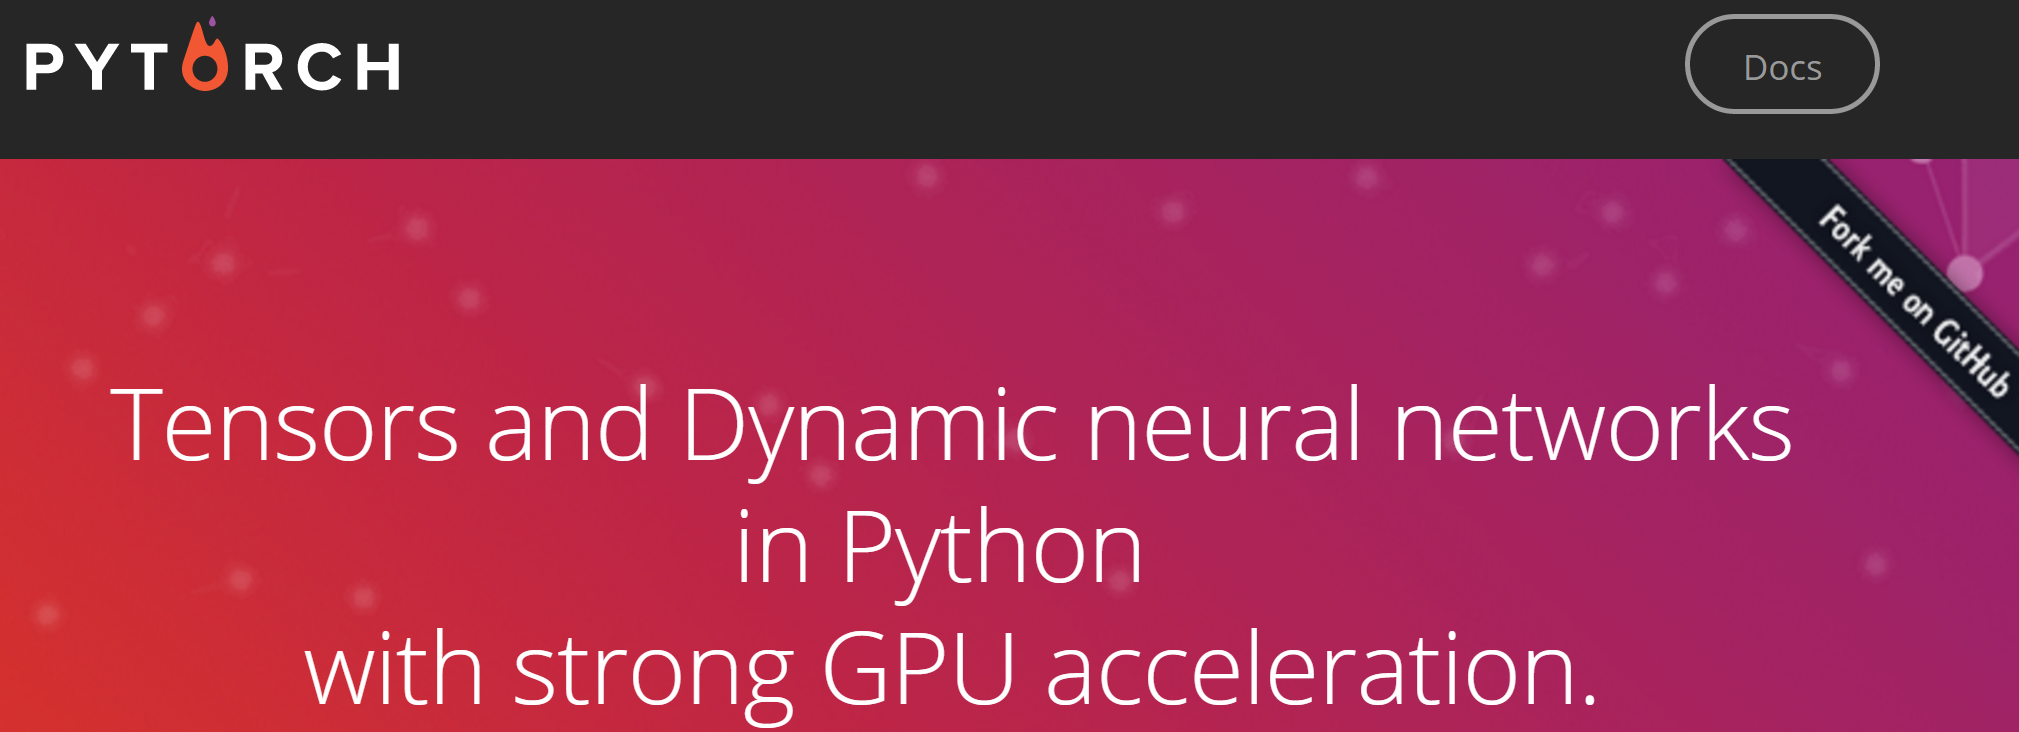 PYTORCH
Docs
Fork me on GitHub
Tensors and Dynamic neural networks
in Python
with strong GPU acceleration.